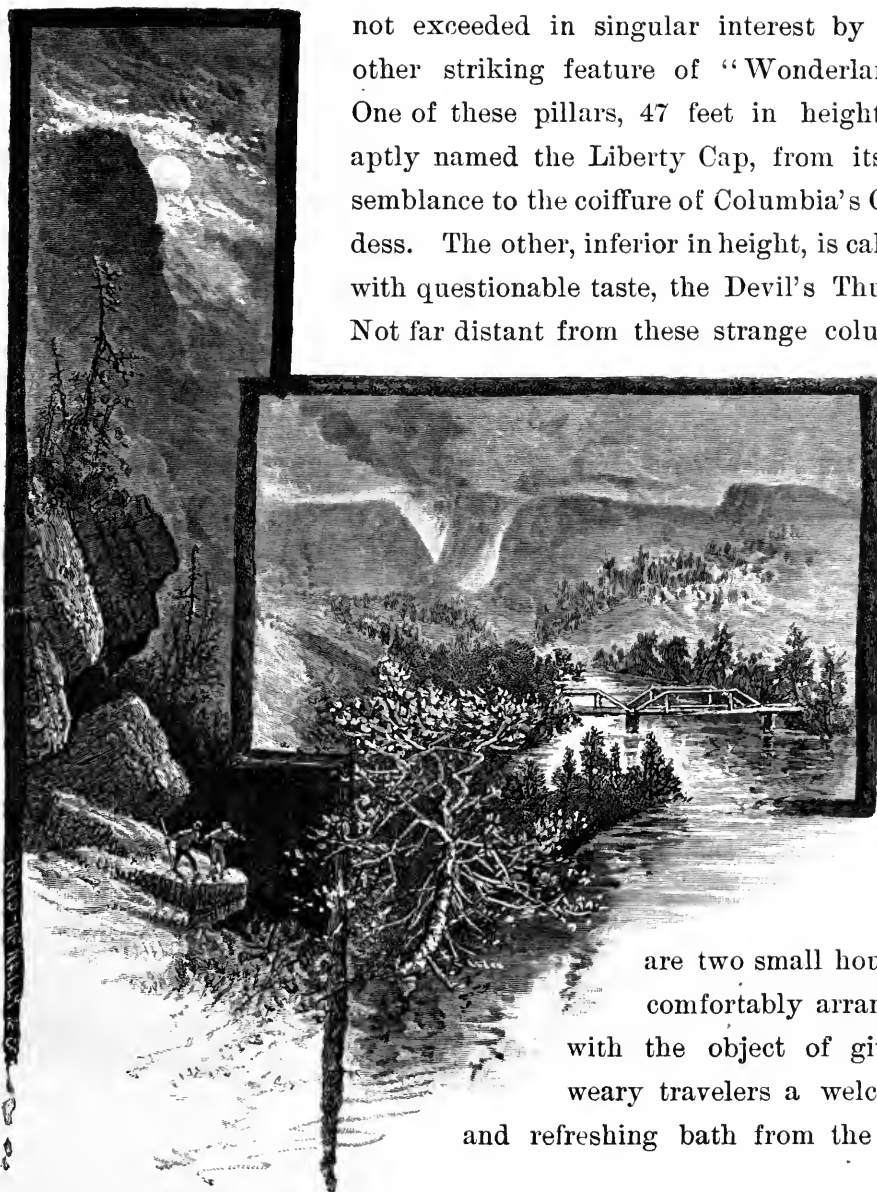 not exceeded in singular interest by
other striking feature of “Wonderlan
One of these pillars, 47 feet in height
aptly named the Liberty Cap, from its
semblance to the coiffure of Columbia's G
dess. The other, inferior in height, is cal
with questionable taste, the Devil's Thu
Not far distant from these strange colu
are two small hou
comfortably arran
with the object of gi
weary travelers a welc
and refreshing bath from the